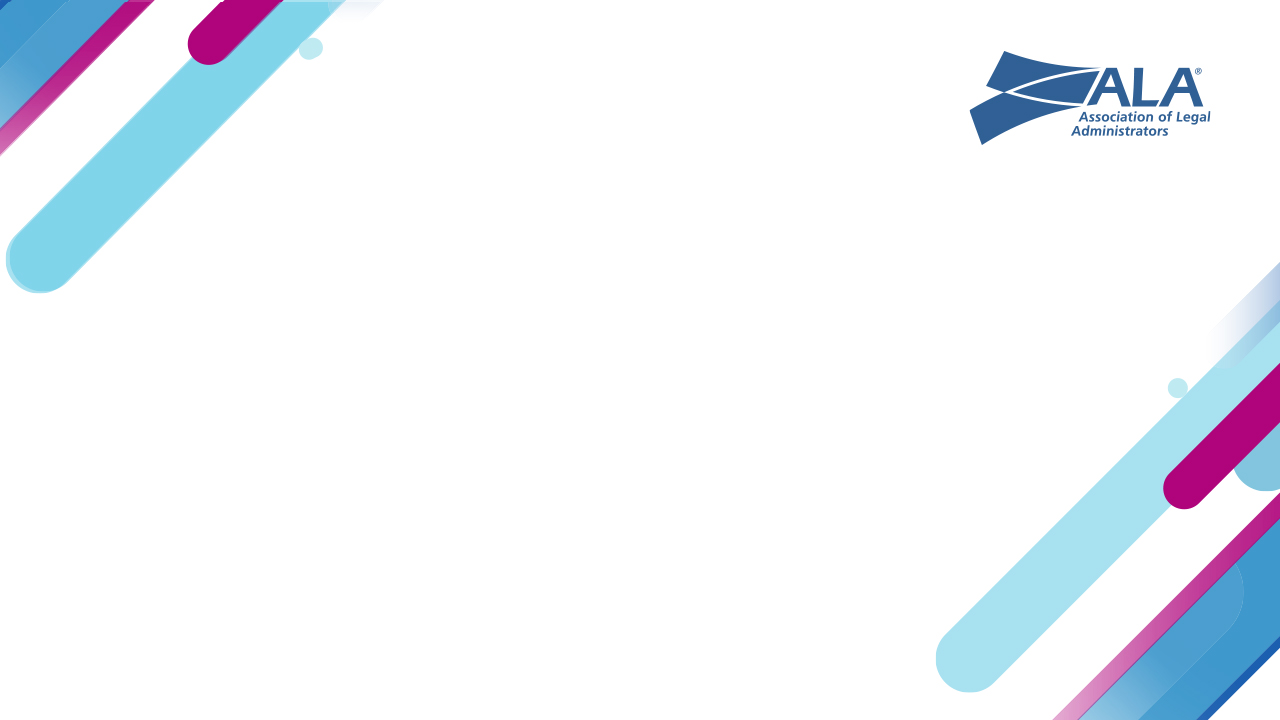 ALA®
Association of Legal
Administrators